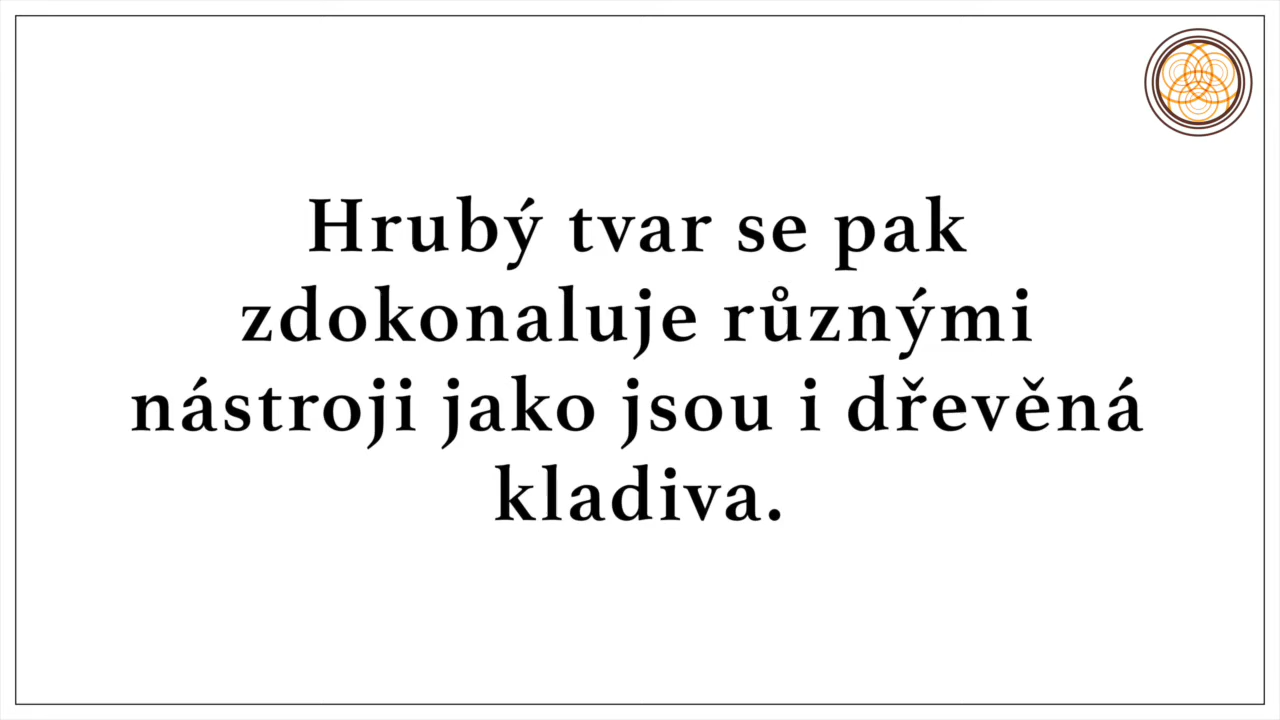 Hrubý tvar se pak
zdokonaluje různými
nástroji jako jsou i dřevěná
kladiva.